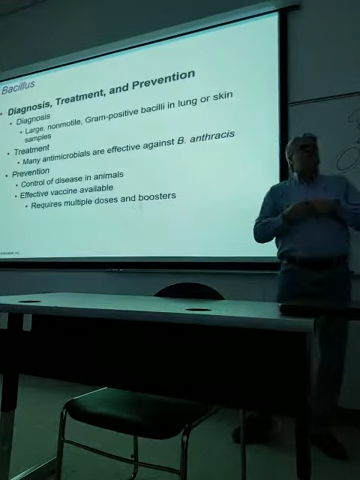 Bacillus
• Diagnosis, Treatment, and Prevention
• Diagnosis
• Large, nonmotile, Gram-positive bacilli in lung or skin
samples
• Treatment
• Many antimicrobials are effective against B. anthracis
• Prevention
• Control of disease in animals
• Effective vaccine available
• Requires multiple doses and boosters